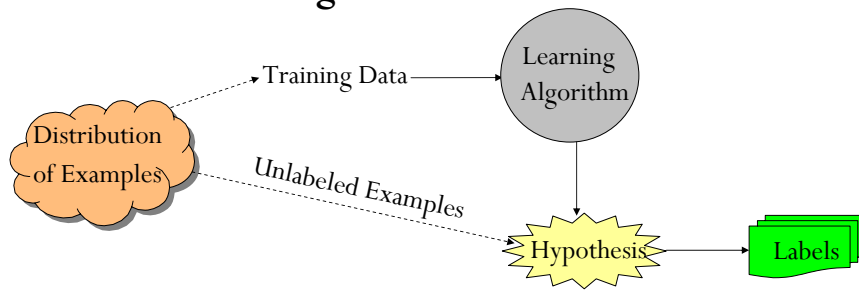 Training Data
Learning
Algorithm
Distribution
of Examples
Unlabeled Examples
Hypothesis
Labels